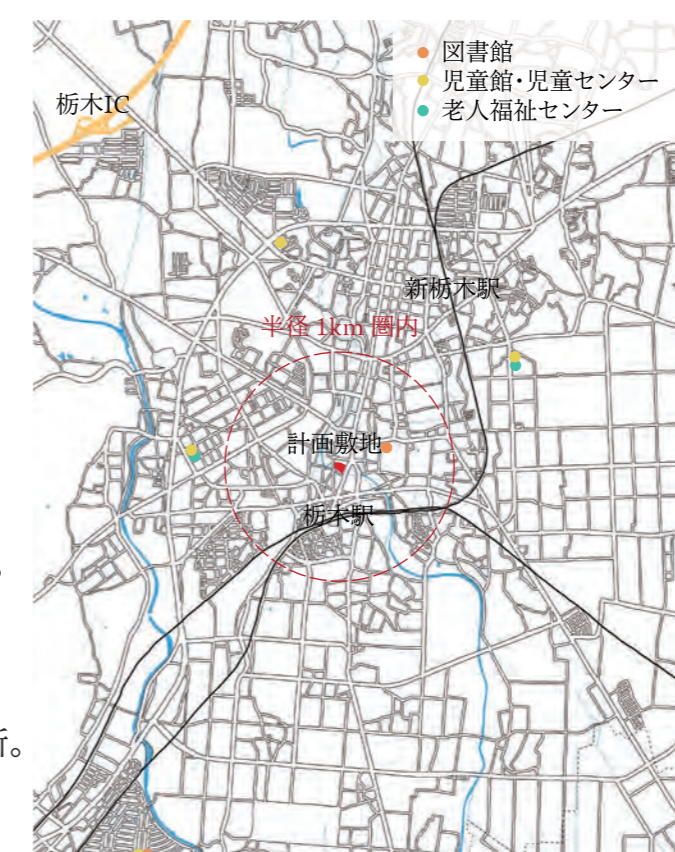 図書館
児童館・児童センター
老人福祉センター
栃木IC
新栃木駅
半径 1km 圏内
計画敷地
栃木駅
所。